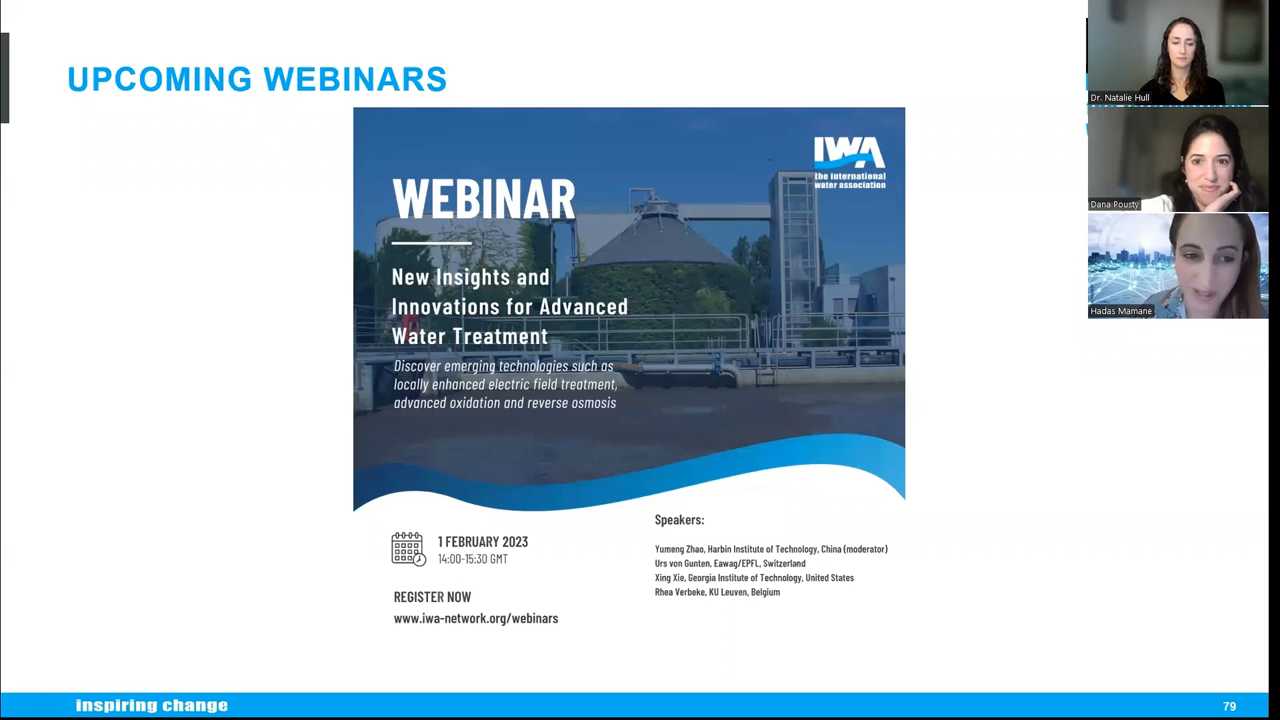 UPCOMING WEBINARS
IWA
the international
water association
WEBINAR
New Insights and
Innovations for Advanced
Water Treatment
Discover emerging technologies such as
locally enhanced electric field treatment,
advanced oxidation and reverse osmosis
1 FEBRUARY 2023
14:00-15:30 GMT
REGISTER NOW
www.iwa-network.org/webinars
Speakers:
Yumeng Zhao, Harbin Institute of Technology, China (moderator)
Urs von Gunten, Eawag/EPFL, Switzerland
Xing Xie, Georgia Institute of Technology, United States
Rhea Verbeke, KU Leuven, Belgium
Dr. Natalie Hull
Dana Pousty
Hadas Mamane
inspiring change
79